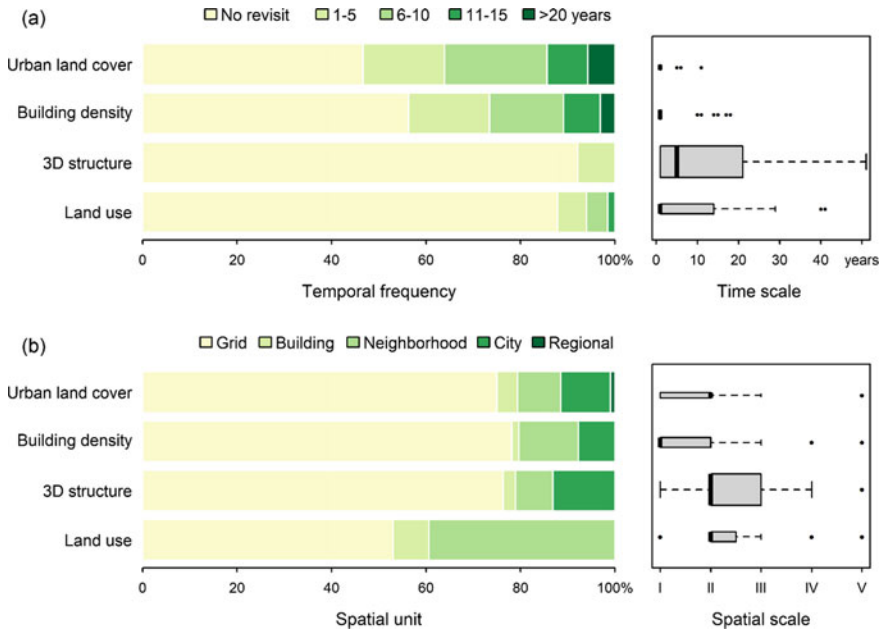 (a)
No revisit 1-5 6-10 11-15 >20 years
Urban land cover
Building density
3D structure
Land use
0 20 40 60 80 100%
Temporal frequency
0 20 40 years
Time scale
(b)
Grid Building Neighborhood City Regional
Urban land cover
Building density
3D structure
Land use
0 20 40 60 80 100%
Spatial unit
I II III IV V
Spatial scale